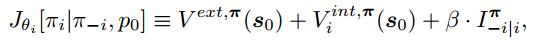 J_{θ_i}[π_i|π_{−i}, p_0] ≡ V^{ext,π}(s_0) + V_i^{int,π}(s_0) + β · I^π_{−i|i},